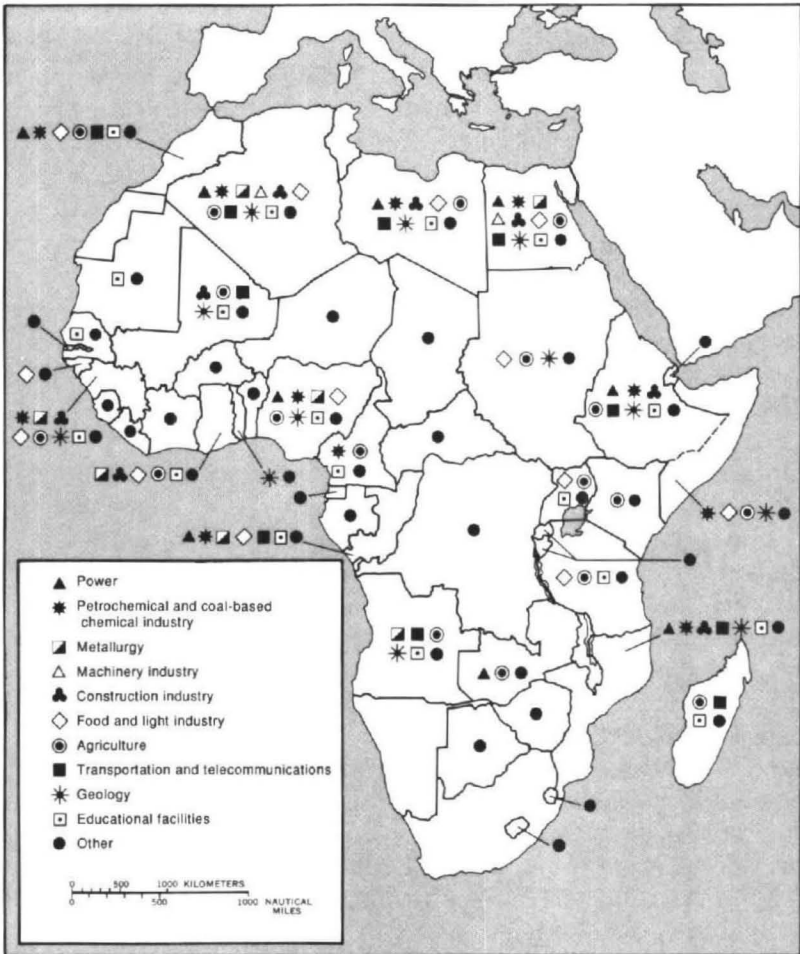 Power
Petrochemical and coal-based
chemical industry
Metallurgy
Machinery industry
Construction industry
Food and light industry
Agriculture
Transportation and telecommunications
Geology
Educational facilities
Other
0 500 1000 KILOMETERS
0 500 1000 NAUTICAL
MILES